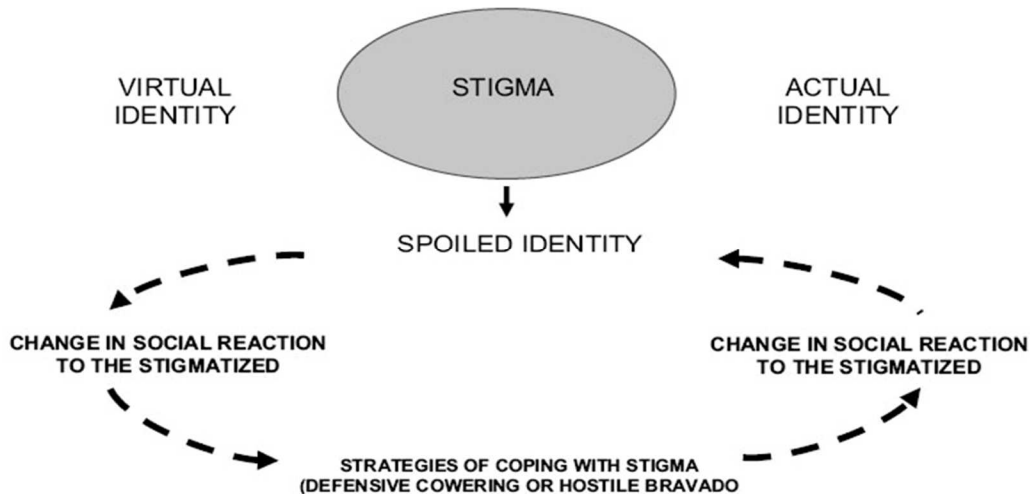 VIRTUAL
IDENTITY
STIGMA
ACTUAL
IDENTITY
SPOILED IDENTITY
CHANGE IN SOCIAL REACTION
TO THE STIGMATIZED
CHANGE IN SOCIAL REACTION
TO THE STIGMATIZED
STRATEGIES OF COPING WITH STIGMA
(DEFENSIVE COWERING OR HOSTILE BRAVADO